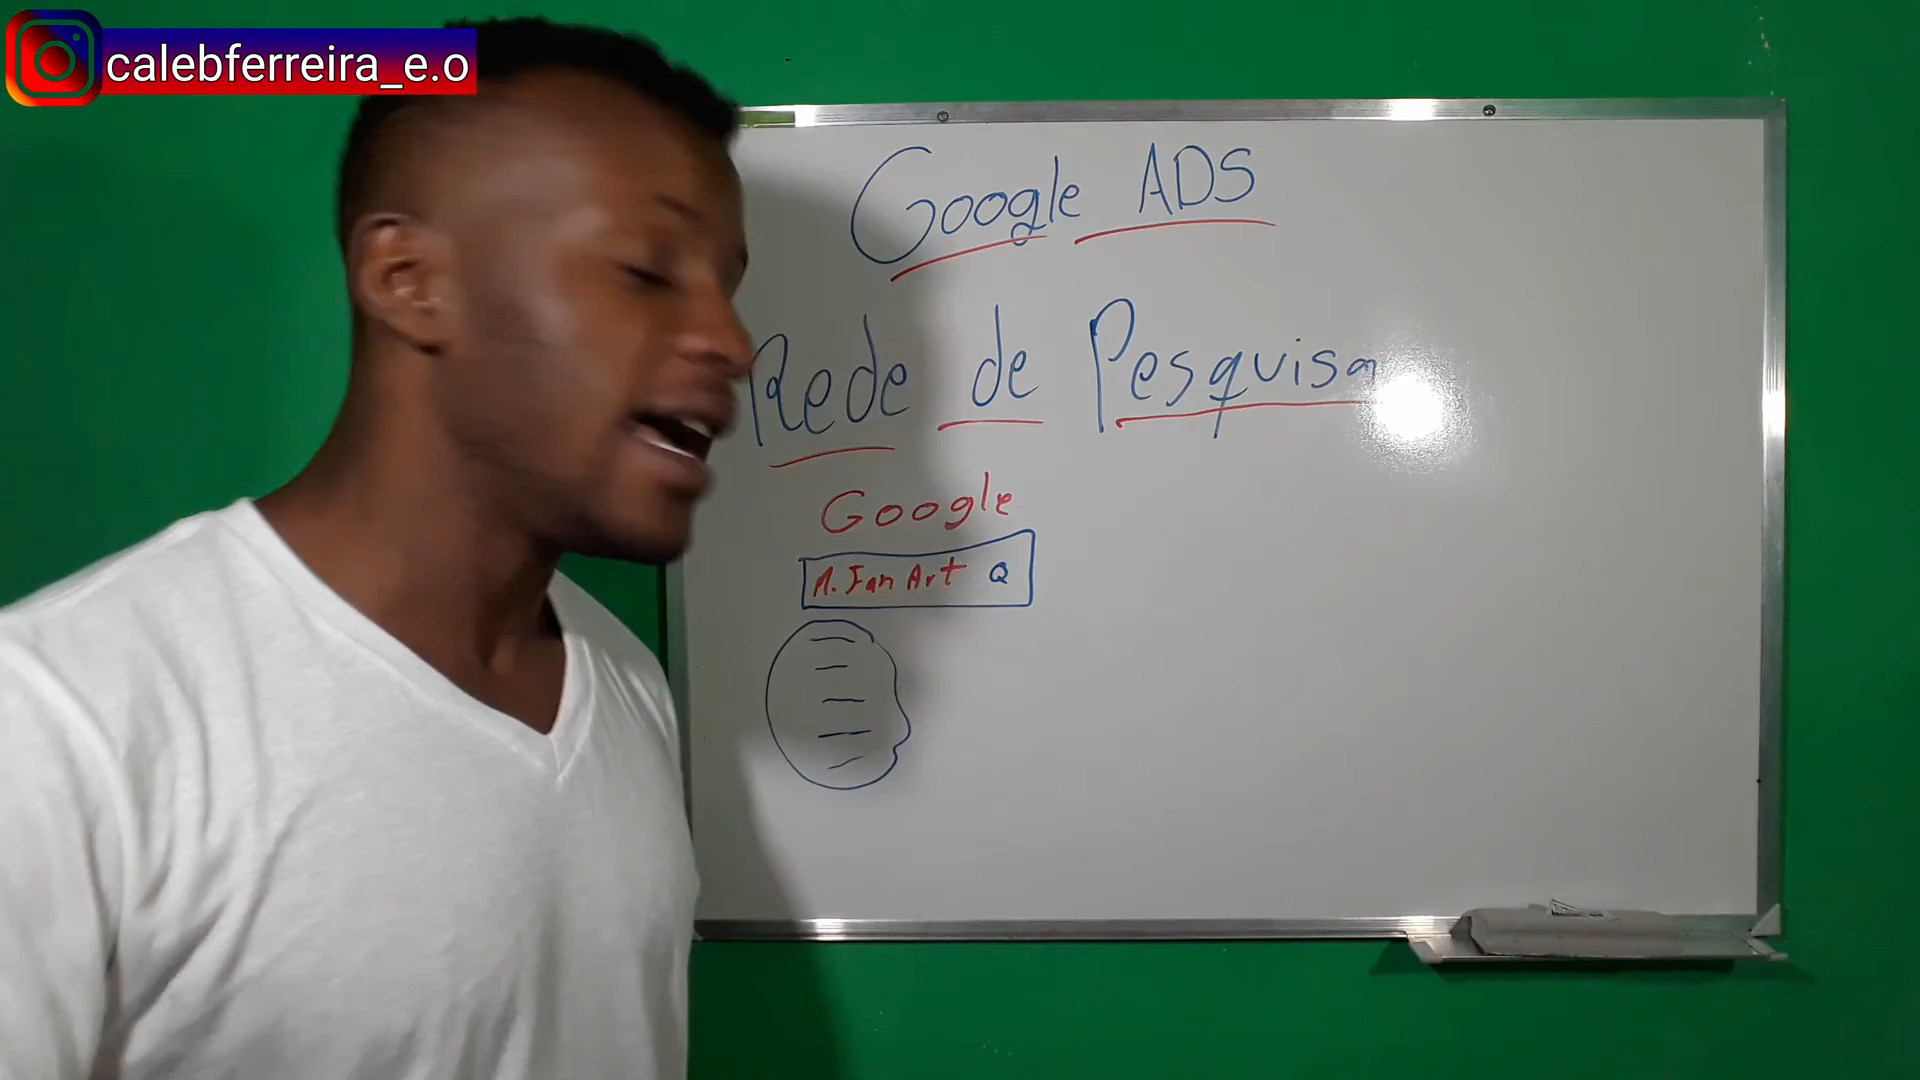 calebferreira_e.o
Google ADS
Rede de Pesquisa
Google
M. Fan Art Q